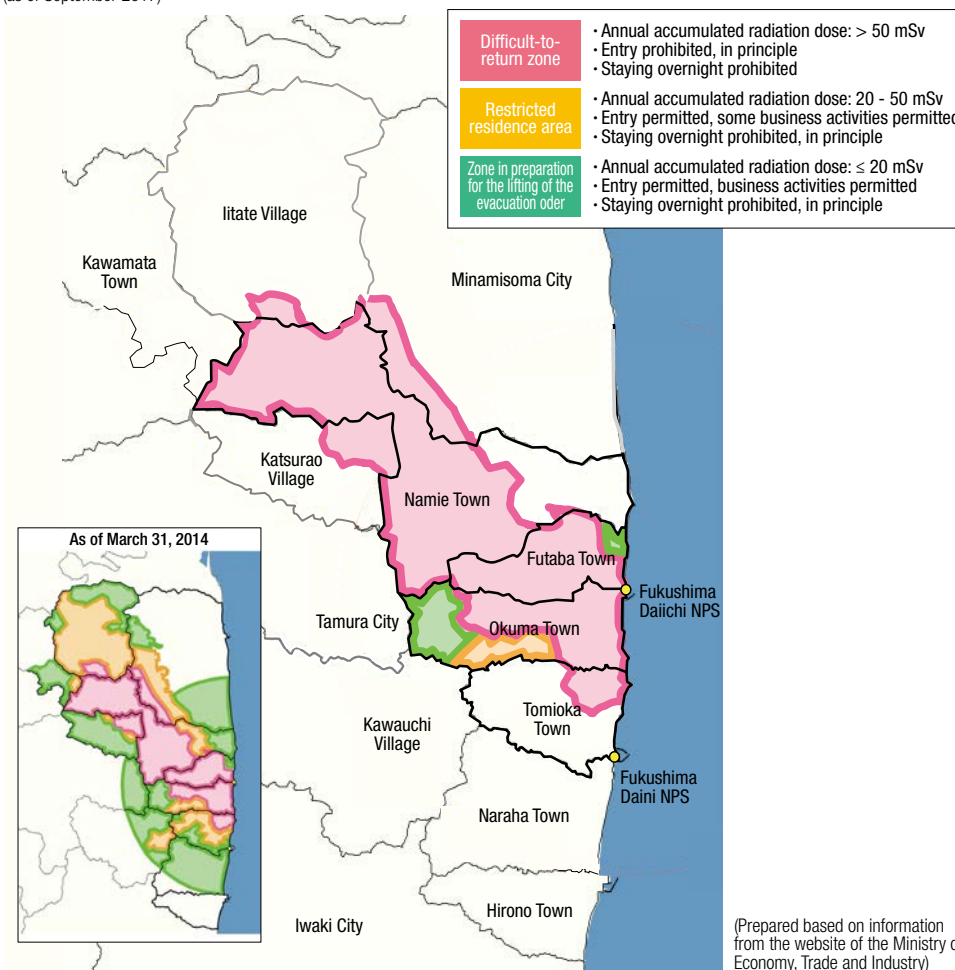 (as of September 2017)
Difficult-to-
return zone
・Annual accumulated radiation dose: > 50 mSv
・Entry prohibited, in principle
・Staying overnight prohibited
Restricted
residence area
・Annual accumulated radiation dose: 20 - 50 mSv
・Entry permitted, some business activities permitted
・Staying overnight prohibited, in principle
Zone in preparation
for the lifting of the
evacuation oder
・Annual accumulated radiation dose: ≤ 20 mSv
・Entry permitted, business activities permitted
・Staying overnight prohibited, in principle
Iitate Village
Kawamata
Town
Minamisoma City
Katsurao
Village
Namie Town
As of March 31, 2014
Futaba Town
Fukushima
Daiichi NPS
Tamura City
Okuma Town
Kawauchi
Village
Tomioka
Town
Fukushima
Daini NPS
Naraha Town
Hirono Town
Iwaki City
(Prepared based on information
from the website of the Ministry o
Economy, Trade and Industry)